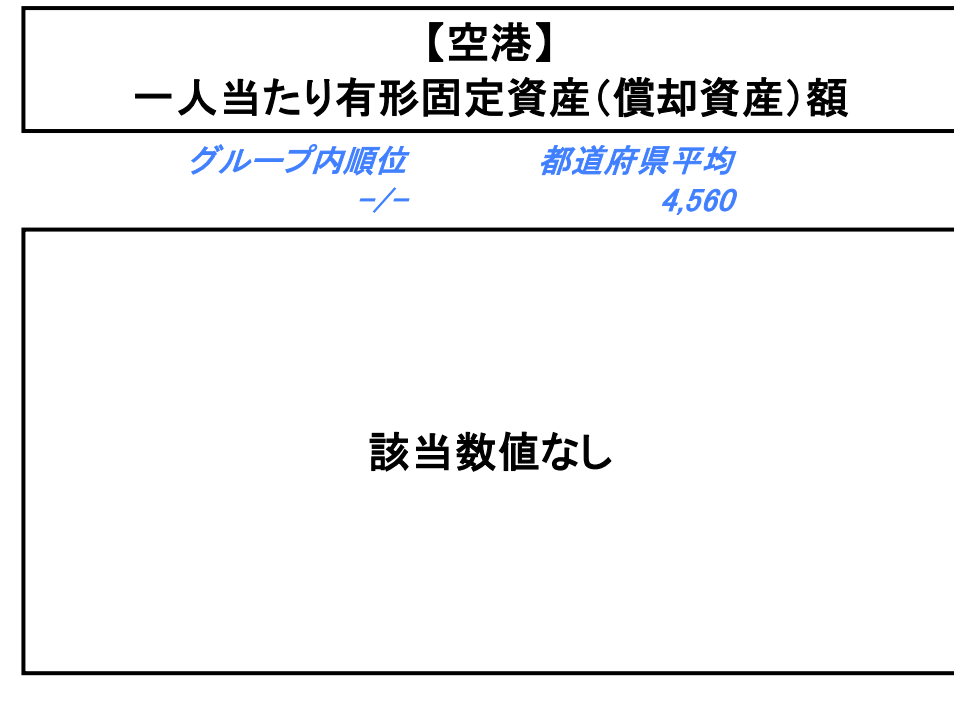 【空港】
一人当たり有形固定資産(償却資産)額
グループ内順位 都道府県平均
-/- 4,560
該当数値なし